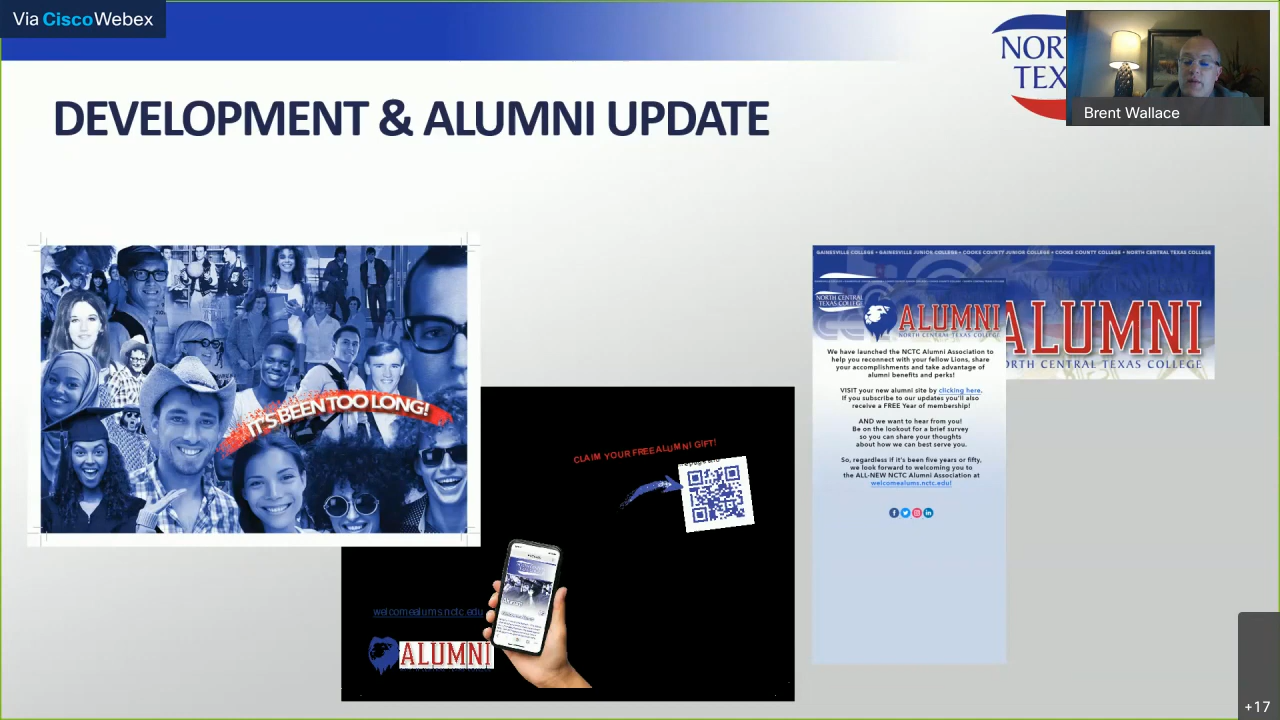 Via CiscoWebex
NOR
TEX
Brent Wallace
DEVELOPMENT & ALUMNI UPDATE
IT'S BEEN TOO LONG!
CLAIM YOUR FREE ALUMNI GIFT!
welcomealums.nctc.edu
ALUMNI
GAINESVILLE COLLEGE • GAINESVILLE JUNIOR COLLEGE • COOKE COUNTY JUNIOR COLLEGE • COOKE COUNTY COLLEGE • NORTH CENTRAL TEXAS COLLEGE
NORTH CENTRAL
TEXAS COLLEGE
ALUMNI
NORTH CENTRAL TEXAS COLLEGE
ALUMNI
ORTH CENTRAL TEXAS COLLEGE
We have launched the NCTC Alumni Association to
help you reconnect with your fellow Lions, share
your accomplishments and take advantage of
alumni benefits and perks!
VISIT your new alumni site by clicking here.
If you subscribe to our updates you'll also
receive a FREE Year of membership!
AND we want to hear from you!
Be on the lookout for a brief survey
so you can share your thoughts
about how we can best serve you.
So, regardless if it's been five years or fifty,
we look forward to welcoming you to
the ALL-NEW NCTC Alumni Association at
welcomealums.nctc.edu!
+17